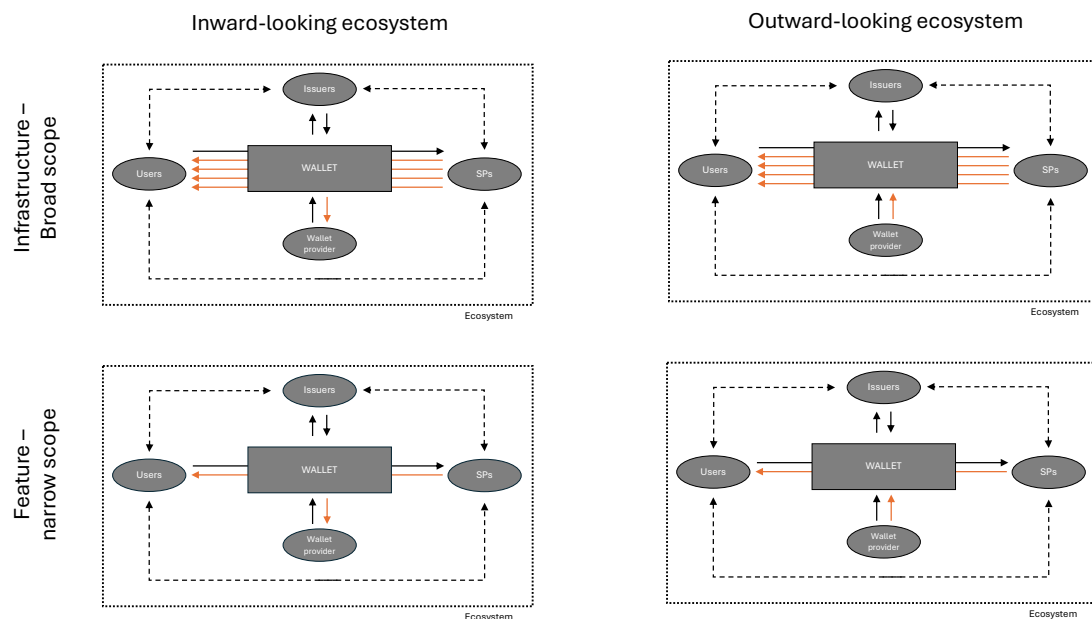 Inward-looking ecosystem
Outward-looking ecosystem
Infrastructure –
Broad scope
Issuers
Users
WALLET
SPs
Wallet
provider
Ecosystem
Issuers
Users
WALLET
SPs
Wallet
provider
Ecosystem
Feature –
narrow scope
Issuers
Users
WALLET
SPs
Wallet
provider
Ecosystem
Issuers
Users
WALLET
SPs
Wallet
provider
Ecosystem